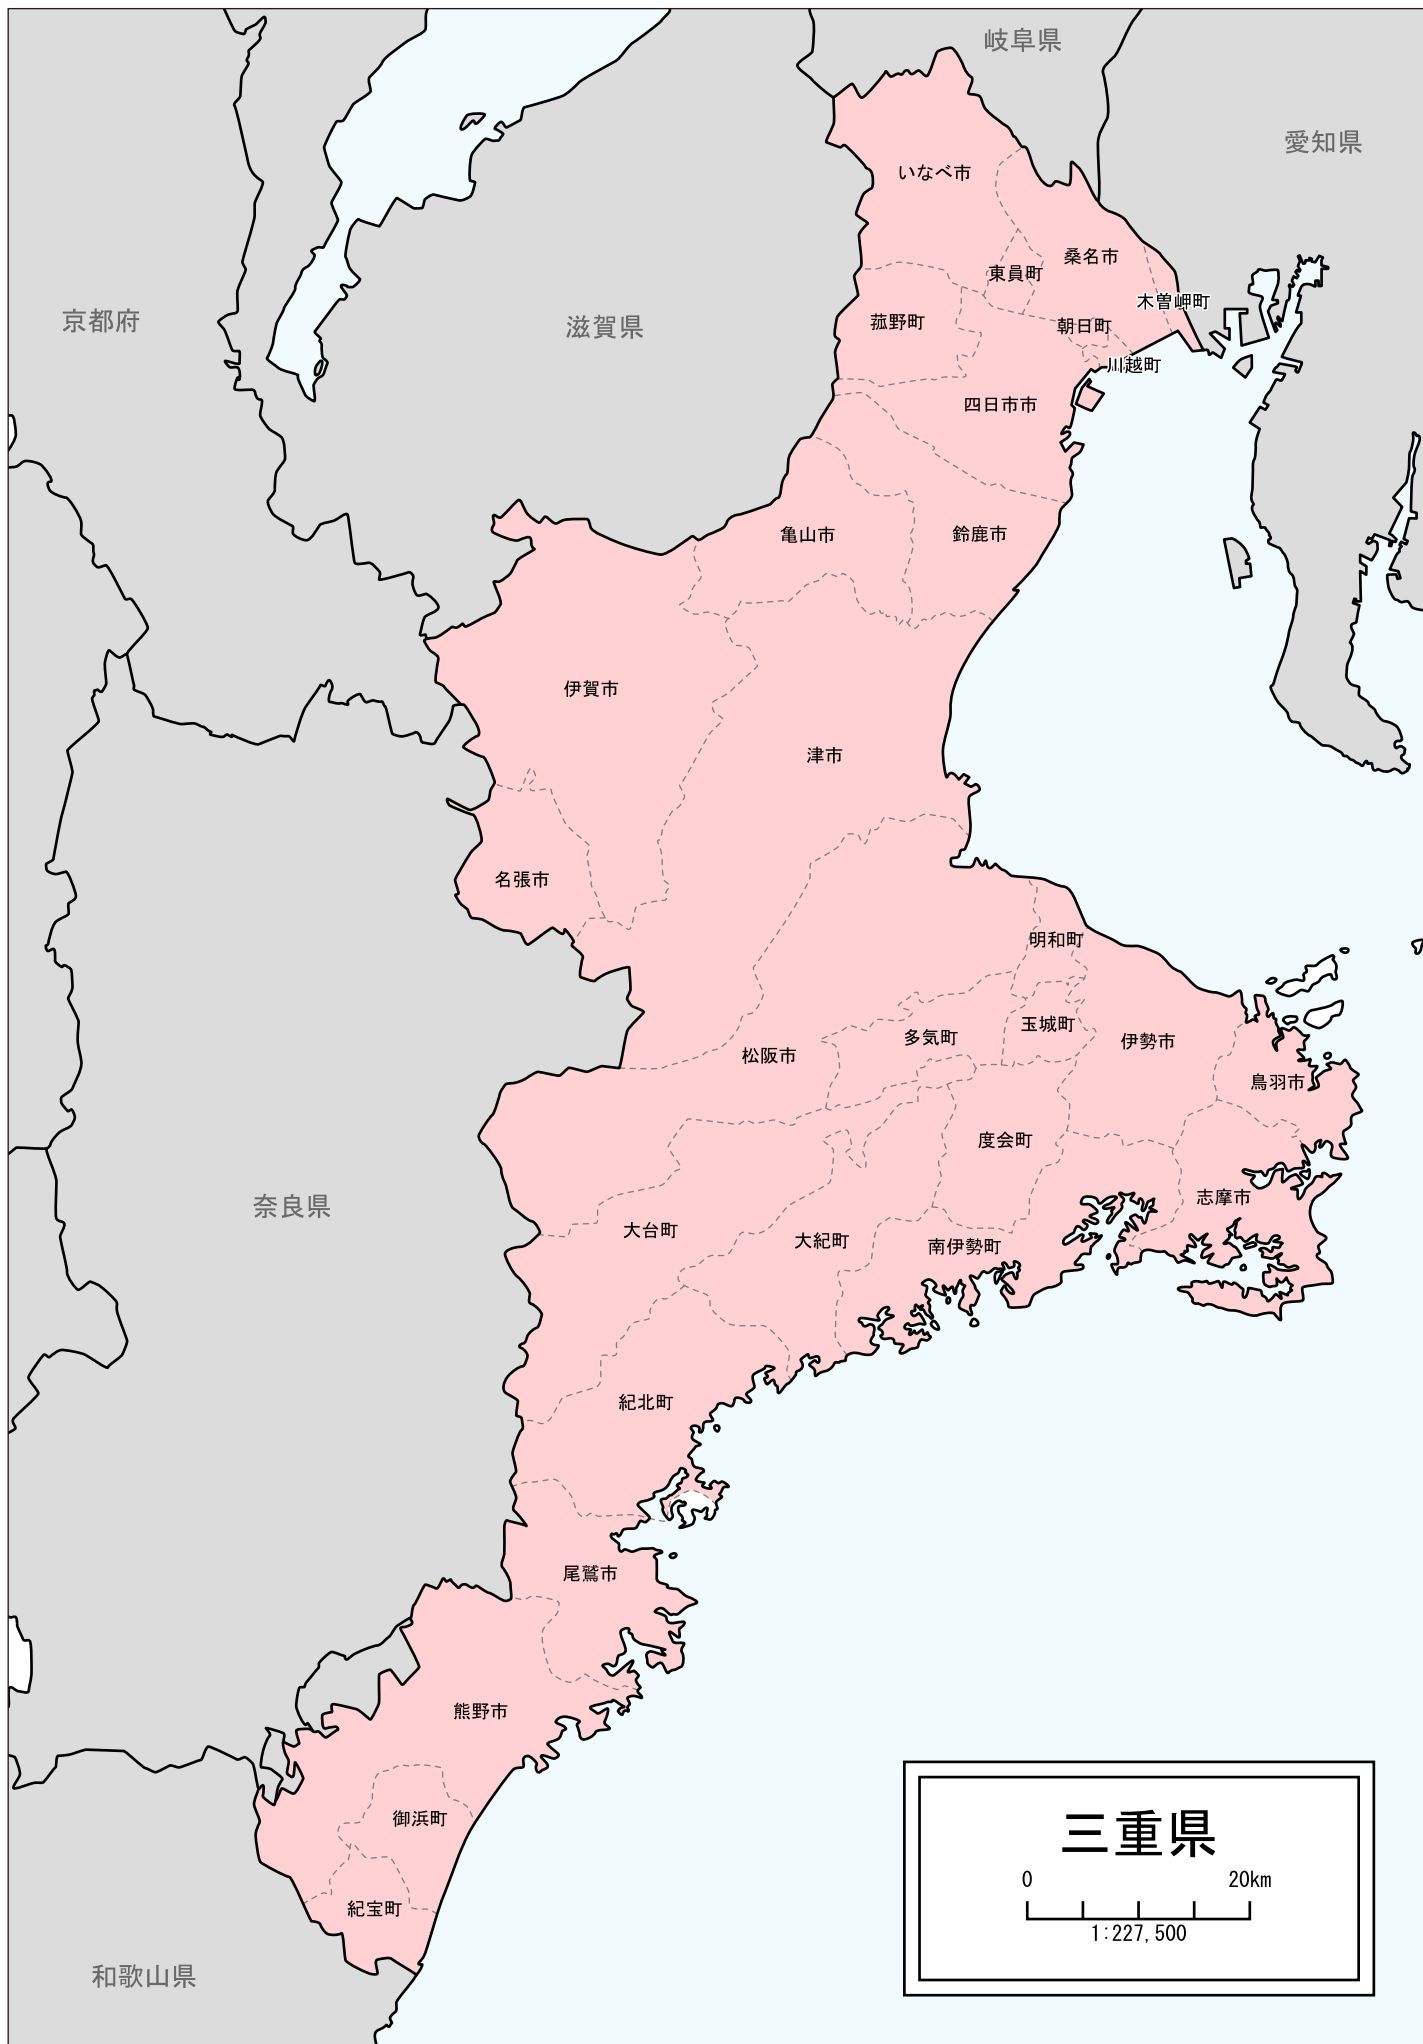 岐阜県
愛知県
いなべ市
桑名市
東員町
木曽岬町
京都府
滋賀県
菰野町
朝日町
川越町
四日市市
亀山市
鈴鹿市
伊賀市
津市
名張市
明和町
玉城町
多気町
伊勢市
松阪市
鳥羽市
度会町
志摩市
奈良県
大台町
大紀町
南伊勢町
紀北町
尾鷲市
熊野市
御浜町
紀宝町
和歌山県
三重県
0 20km
1:227,500